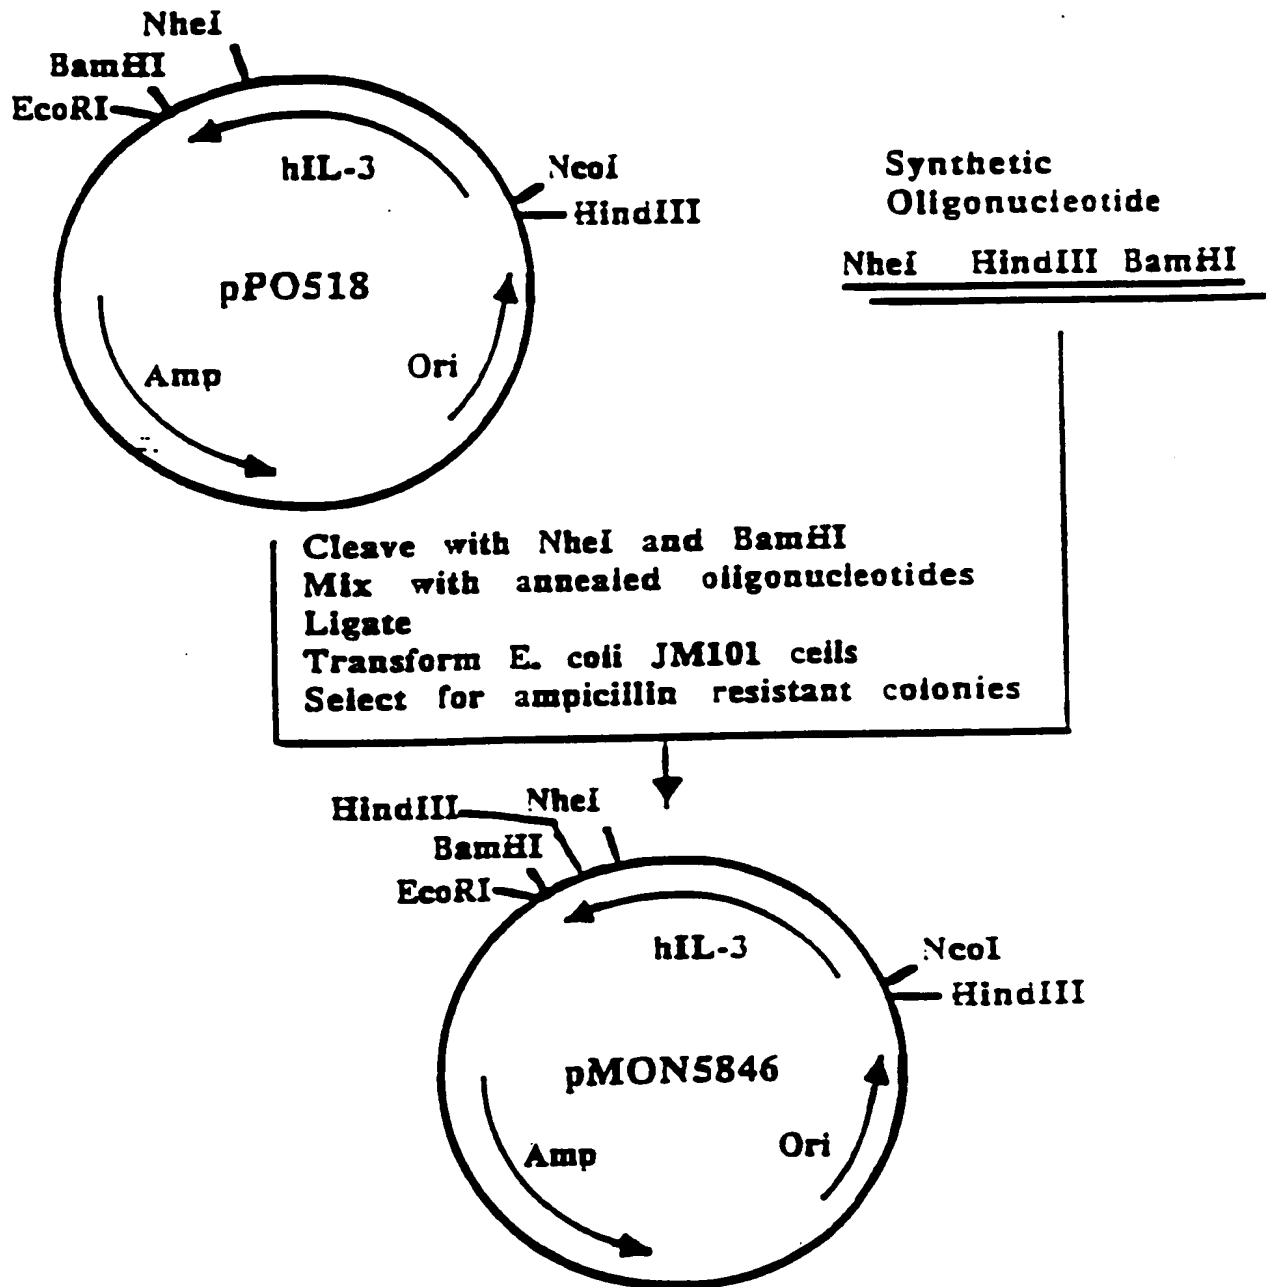 NheI
BamHI
EcoRI
hIL-3
NcoI
HindIII
pPO518
Amp
Ori
Synthetic
Oligonucleotide
NheI HindIII BamHI
Cleave with NheI and BamHI
Mix with annealed oligonucleotides
Ligate
Transform E. coli JM101 cells
Select for ampicillin resistant colonies
HindIII NheI
BamHI
EcoRI
hIL-3
NcoI
HindIII
pMON5846
Amp
Ori